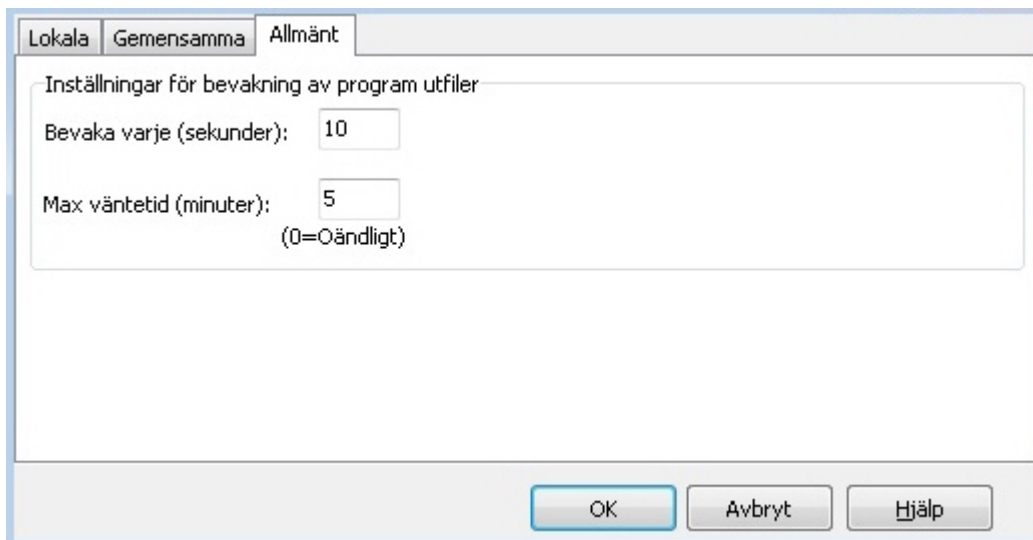 Lokala Gemensamma Allmänt
Inställningar för bevakning av program utfiler
Bevaka varje (sekunder): 10
Max väntetid (minuter): 5
(0=Oändligt)
OK Avbryt Hjälp